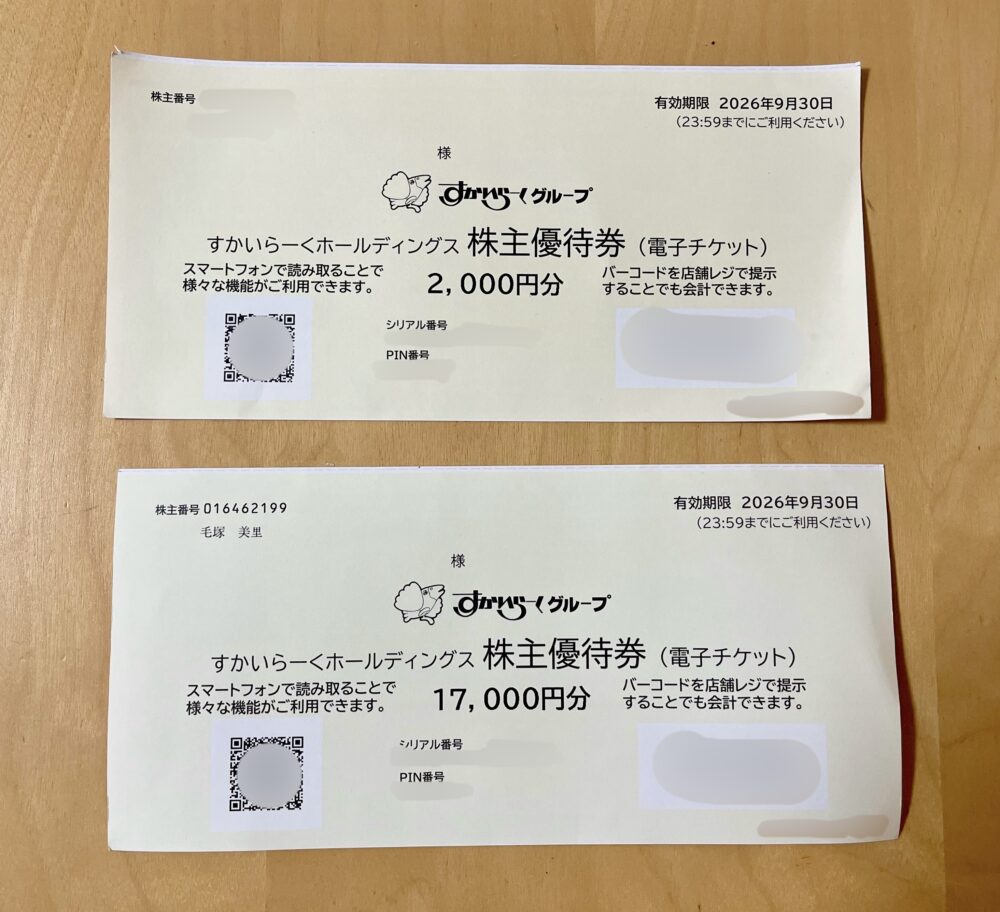 株主番号
有効期限 2026年9月30日
(23:59までにご利用ください)
様
すかいらーくグループ
すかいらーくホールディングス 株主優待券(電子チケット)
スマートフォンで読み取ることで
様々な機能がご利用できます。
2,000円分
バーコードを店舗レジで提示
することでも会計できます。
シリアル番号
PIN番号
株主番号 016462199
毛塚 美里
有効期限 2026年9月30日
(23:59までにご利用ください)
様
すかいらーくグループ
すかいらーくホールディングス 株主優待券(電子チケット)
スマートフォンで読み取ることで
様々な機能がご利用できます。
17,000円分
バーコードを店舗レジで提示
することでも会計できます。
シリアル番号
PIN番号